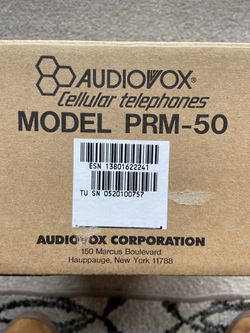 AUDIOVOX®
Cellular telephones
MODEL PRM-50
ESN 13801622241
TU SN 0520100757
AUDIOVOX CORPORATION
150 Marcus Boulevard
Hauppauge, New York 11788